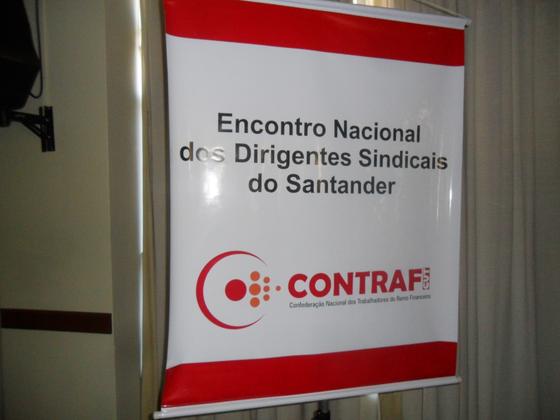 Encontro Nacional
dos Dirigentes Sindicais
do Santander
CONTRAF CUT
Confederação Nacional dos Trabalhadores do Ramo Financeiro